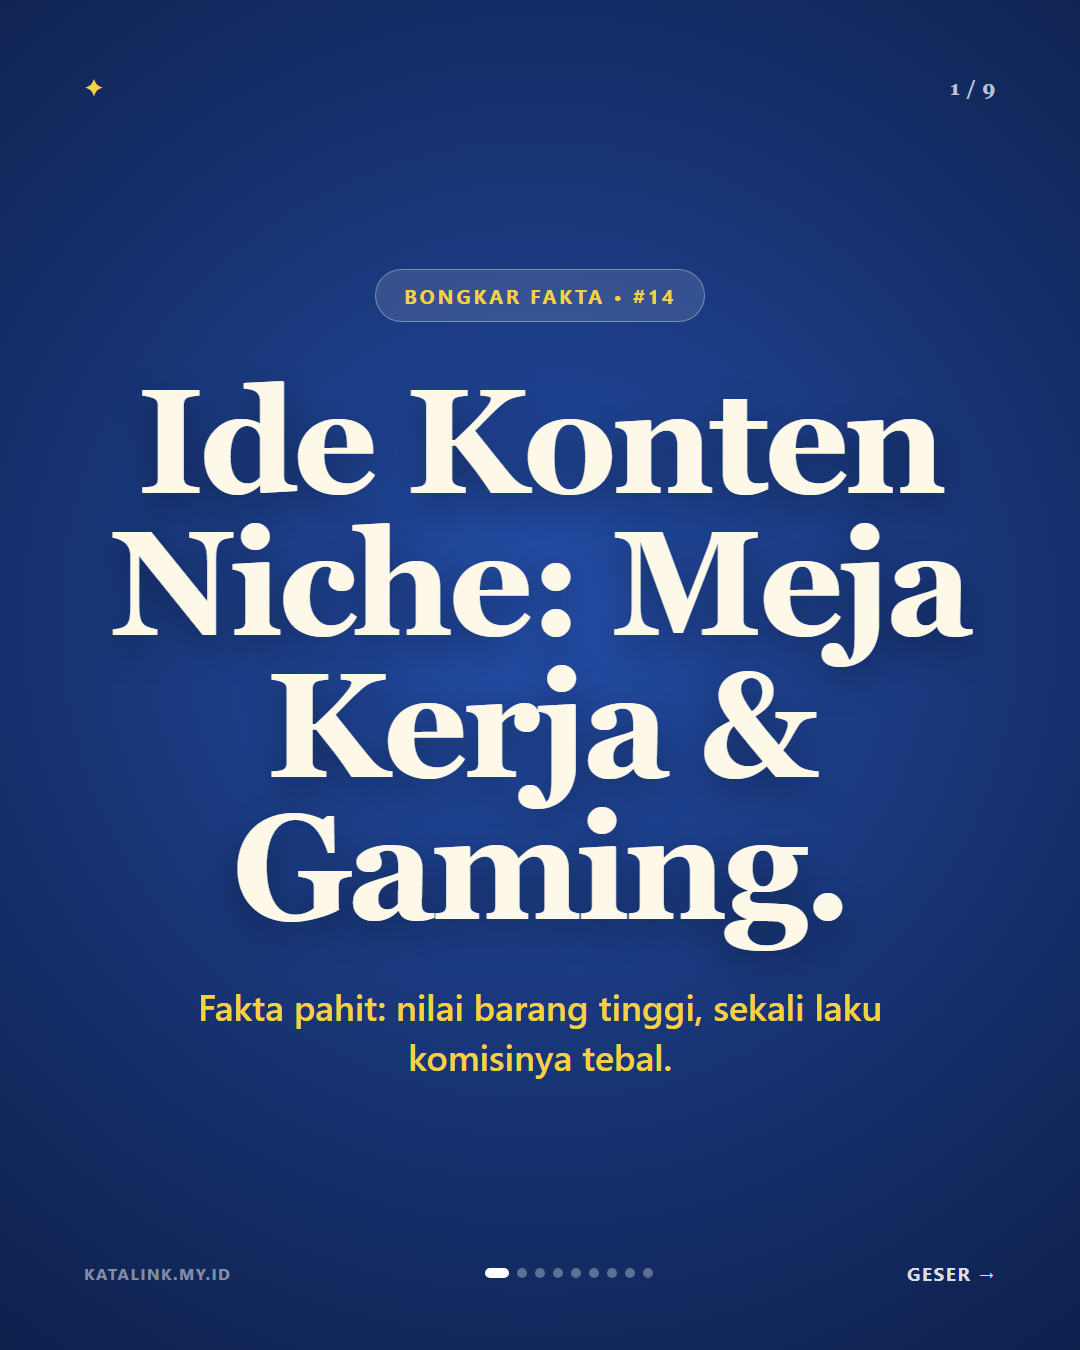 ✦
1 / 9
BONGKAR FAKTA • #14
Ide Konten
Niche: Meja
Kerja &
Gaming.
Fakta pahit: nilai barang tinggi, sekali laku
komisinya tebal.
KATALINK.MY.ID
GESER →